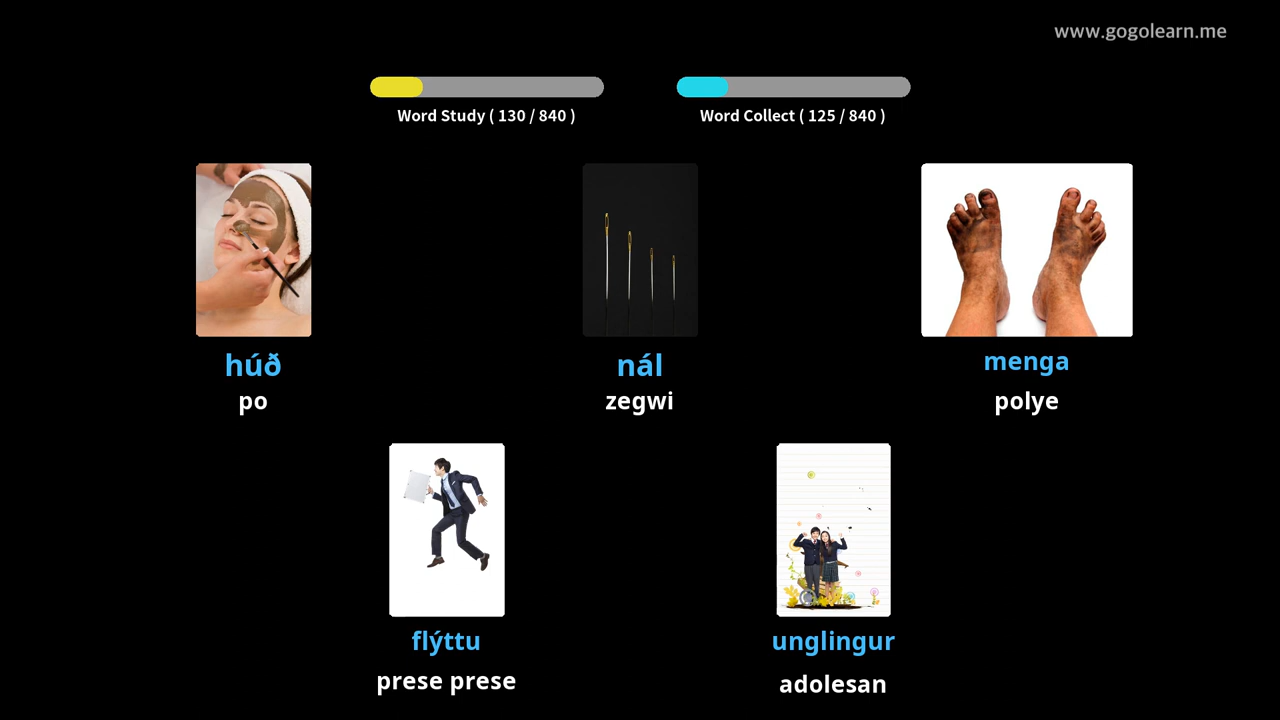 www.gogolearn.me
Word Study ( 130 / 840 )
Word Collect ( 125 / 840 )
húð
po
nál
zegwi
menga
polye
flýttu
prese prese
unglingur
adolesan